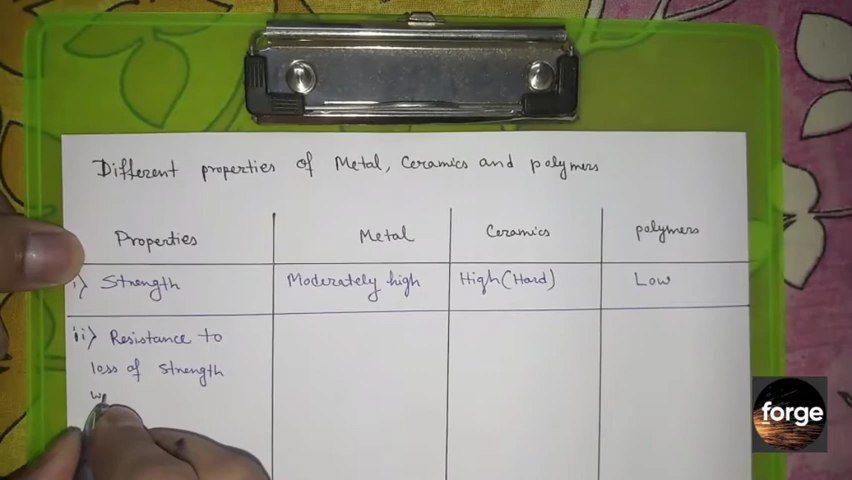 Different properties of Metal, Ceramics and polymers
Properties Metal Ceramics polymers
i) Strength Moderately high High (Hard) Low
ii) Resistance to
loss of strength
w
forge